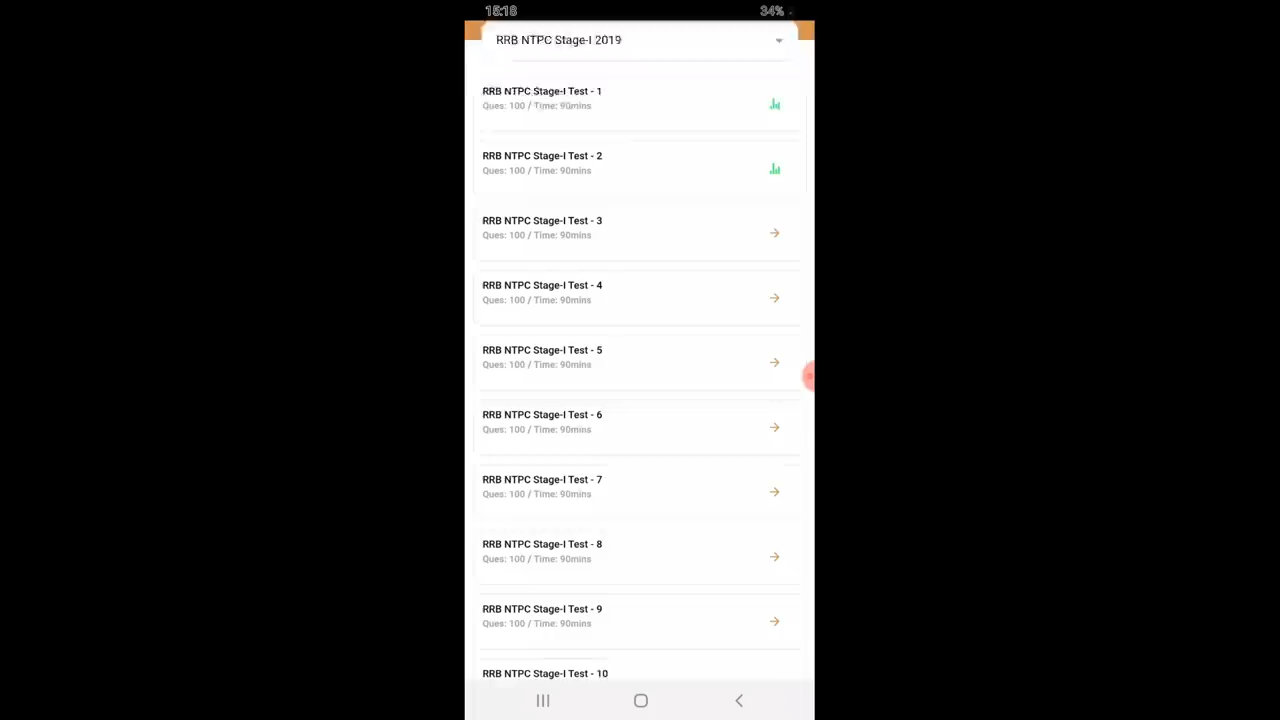 15:18
34%
RRB NTPC Stage-I 2019
RRB NTPC Stage-I Test - 1
Ques: 100 / Time: 90mins
RRB NTPC Stage-I Test - 2
Ques: 100 / Time: 90mins
RRB NTPC Stage-I Test - 3
Ques: 100 / Time: 90mins
RRB NTPC Stage-I Test - 4
Ques: 100 / Time: 90mins
RRB NTPC Stage-I Test - 5
Ques: 100 / Time: 90mins
RRB NTPC Stage-I Test - 6
Ques: 100 / Time: 90mins
RRB NTPC Stage-I Test - 7
Ques: 100 / Time: 90mins
RRB NTPC Stage-I Test - 8
Ques: 100 / Time: 90mins
RRB NTPC Stage-I Test - 9
Ques: 100 / Time: 90mins
RRB NTPC Stage-I Test - 10